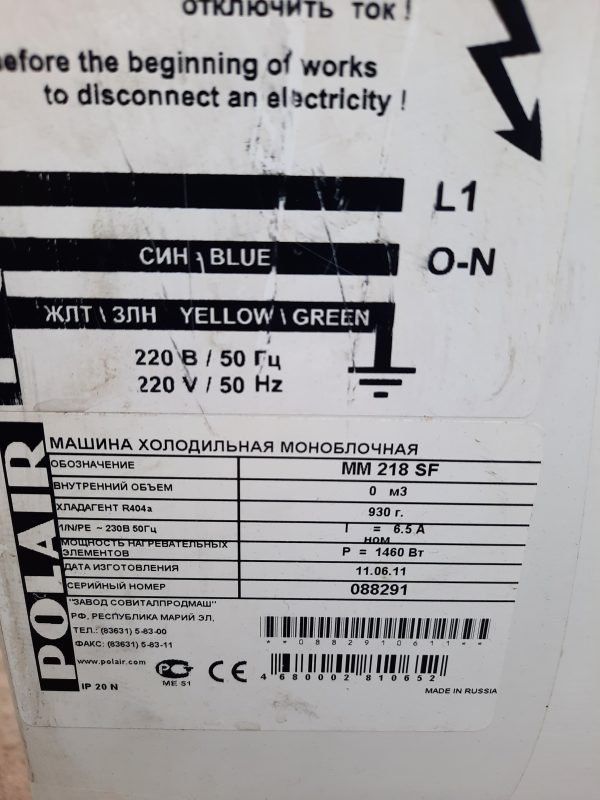 ОТКЛЮЧИТЬ ТОК !
before the beginning of works
to disconnect an electricity !
L1
СИН \ BLUE O-N
ЖЛТ \ ЗЛН YELLOW \ GREEN
220 В / 50 Гц
220 V / 50 Hz
POLAIR
МАШИНА ХОЛОДИЛЬНАЯ МОНОБЛОЧНАЯ
ОБОЗНАЧЕНИЕ MM 218 SF
ВНУТРЕННИЙ ОБЪЕМ 0 м3
ХЛАДАГЕНТ R404a 930 г.
1/N/PE ~ 230В 50Гц I ном = 6.5 А
МОЩНОСТЬ НАГРЕВАТЕЛЬНЫХ ЭЛЕМЕНТОВ P = 1460 Вт
ДАТА ИЗГОТОВЛЕНИЯ 11.06.11
СЕРИЙНЫЙ НОМЕР 088291
"ЗАВОД СОВИТАЛПРОДМАШ"
РФ, РЕСПУБЛИКА МАРИЙ ЭЛ,
ТЕЛ.: (83631) 5-83-00
ФАКС: (83631) 5-83-11
**0882910611**
www.polair.com
РСТ
ME 51
CE
4 680002 810652
IP 20 N
MADE IN RUSSIA